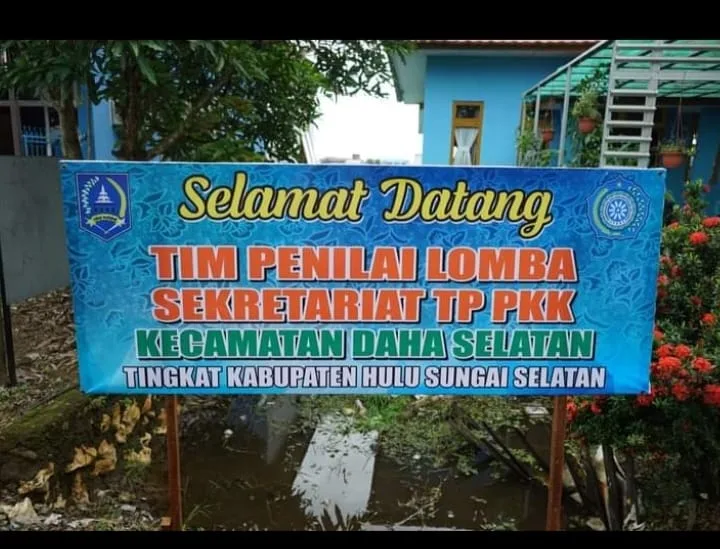 Selamat Datang
TIM PENILAI LOMBA
SEKRETARIAT TP PKK
KECAMATAN DAHA SELATAN
TINGKAT KABUPATEN HULU SUNGAI SELATAN